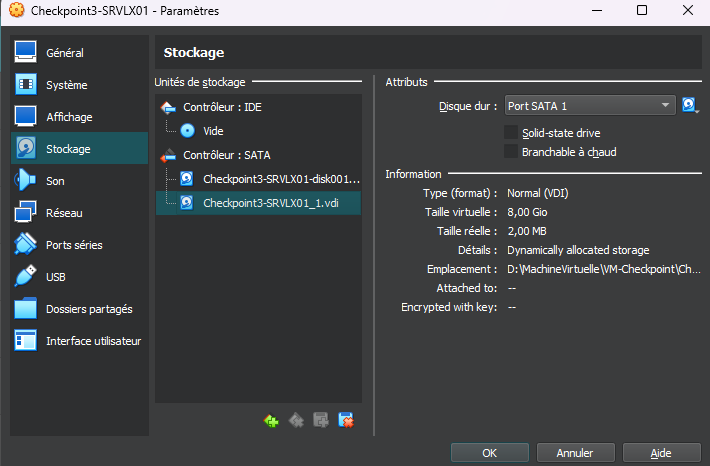 Checkpoint3-SRVLX01 - Paramètres
Général
Système
Affichage
Stockage
Son
Réseau
Ports séries
USB
Dossiers partagés
Interface utilisateur
Stockage
Unités de stockage
Contrôleur : IDE
Vide
Contrôleur : SATA
Checkpoint3-SRVLX01-disk001...
Checkpoint3-SRVLX01_1.vdi
Attributs
Disque dur : Port SATA 1
Solid-state drive
Branchable à chaud
Information
Type (format) : Normal (VDI)
Taille virtuelle : 8,00 Gio
Taille réelle : 2,00 MB
Détails : Dynamically allocated storage
Emplacement : D:\MachineVirtuelle\VM-Checkpoint\Ch...
Attached to: --
Encrypted with key: --
OK
Annuler
Aide